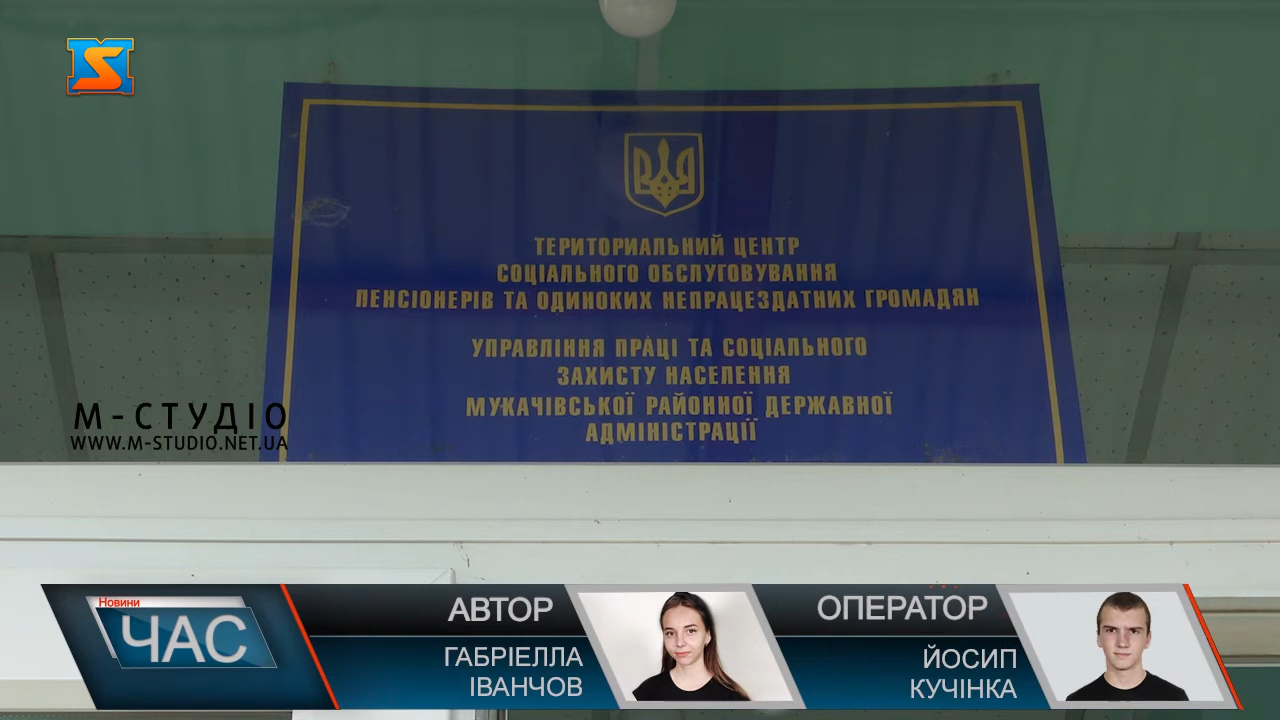 ТЕРИТОРИАЛЬНИЙ ЦЕНТР
СОЦІАЛЬНОГО ОБСЛУГОВУВАННЯ
ПЕНСІОНЕРІВ ТА ОДИНОКИХ НЕПРАЦЕЗДАТНИХ ГРОМАДЯН
УПРАВЛІННЯ ПРАЦІ ТА СОЦІАЛЬНОГО
ЗАХИСТУ НАСЕЛЕННЯ
МУКАЧІВСЬКОЇ РАЙОННОЇ ДЕРЖАВНОЇ
АДМІНІСТРАЦІЇ
М-СТУДІО
WWW.M-STUDIO.NET.UA
Новини
ЧАС
АВТОР
ГАБРІЕЛЛА
ІВАНЧОВ
ОПЕРАТОР
ЙОСИП
КУЧІНКА